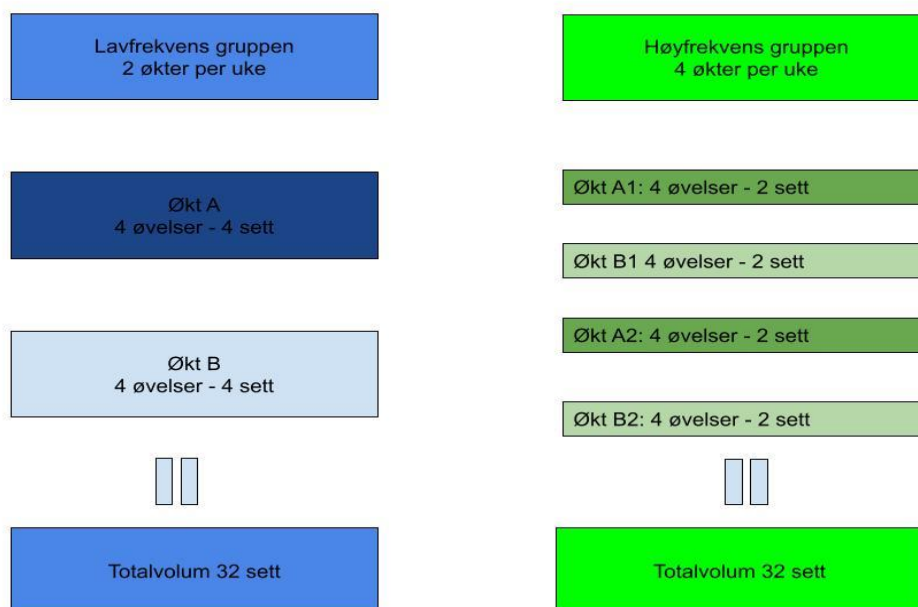 Lavfrekvens gruppen
2 økter per uke
Økt A
4 øvelser - 4 sett
Økt B
4 øvelser - 4 sett
Totalvolum 32 sett
Høyfrekvens gruppen
4 økter per uke
Økt A1: 4 øvelser - 2 sett
Økt B1 4 øvelser - 2 sett
Økt A2: 4 øvelser - 2 sett
Økt B2: 4 øvelser - 2 sett
Totalvolum 32 sett